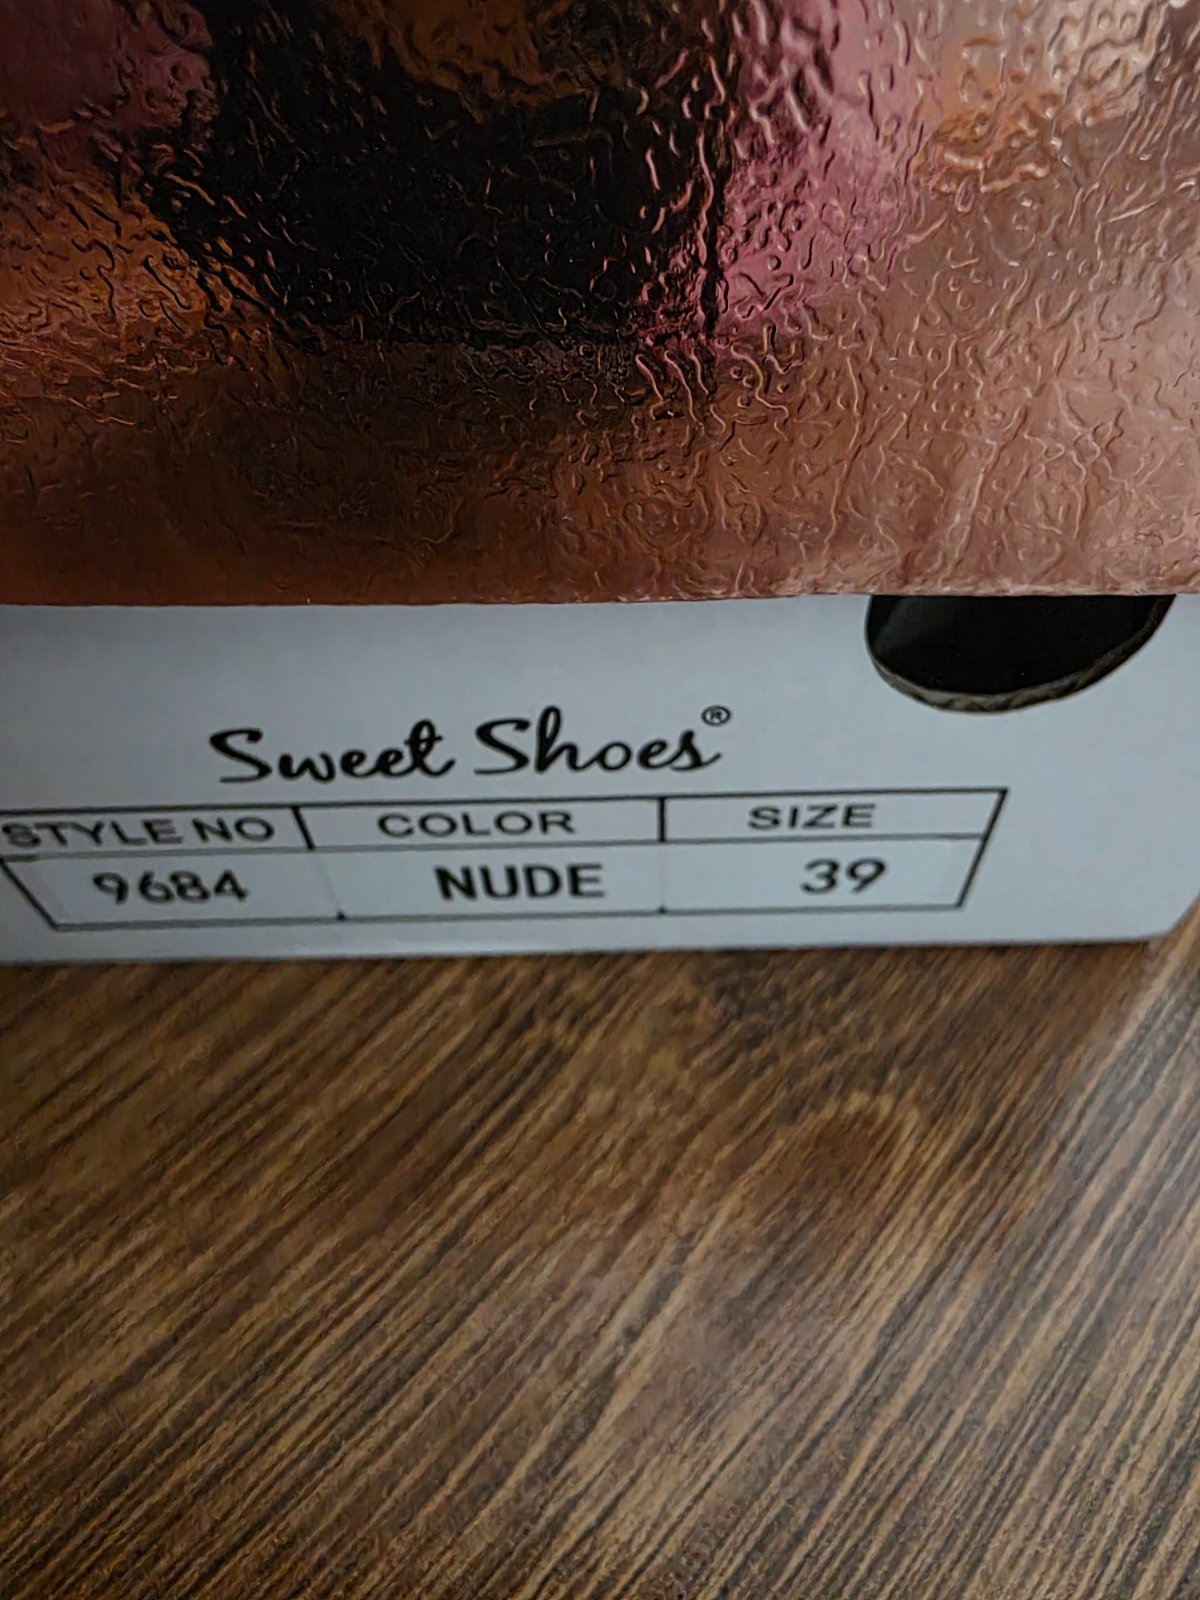 Sweet Shoes®
STYLE NO COLOR SIZE
9684 NUDE 39